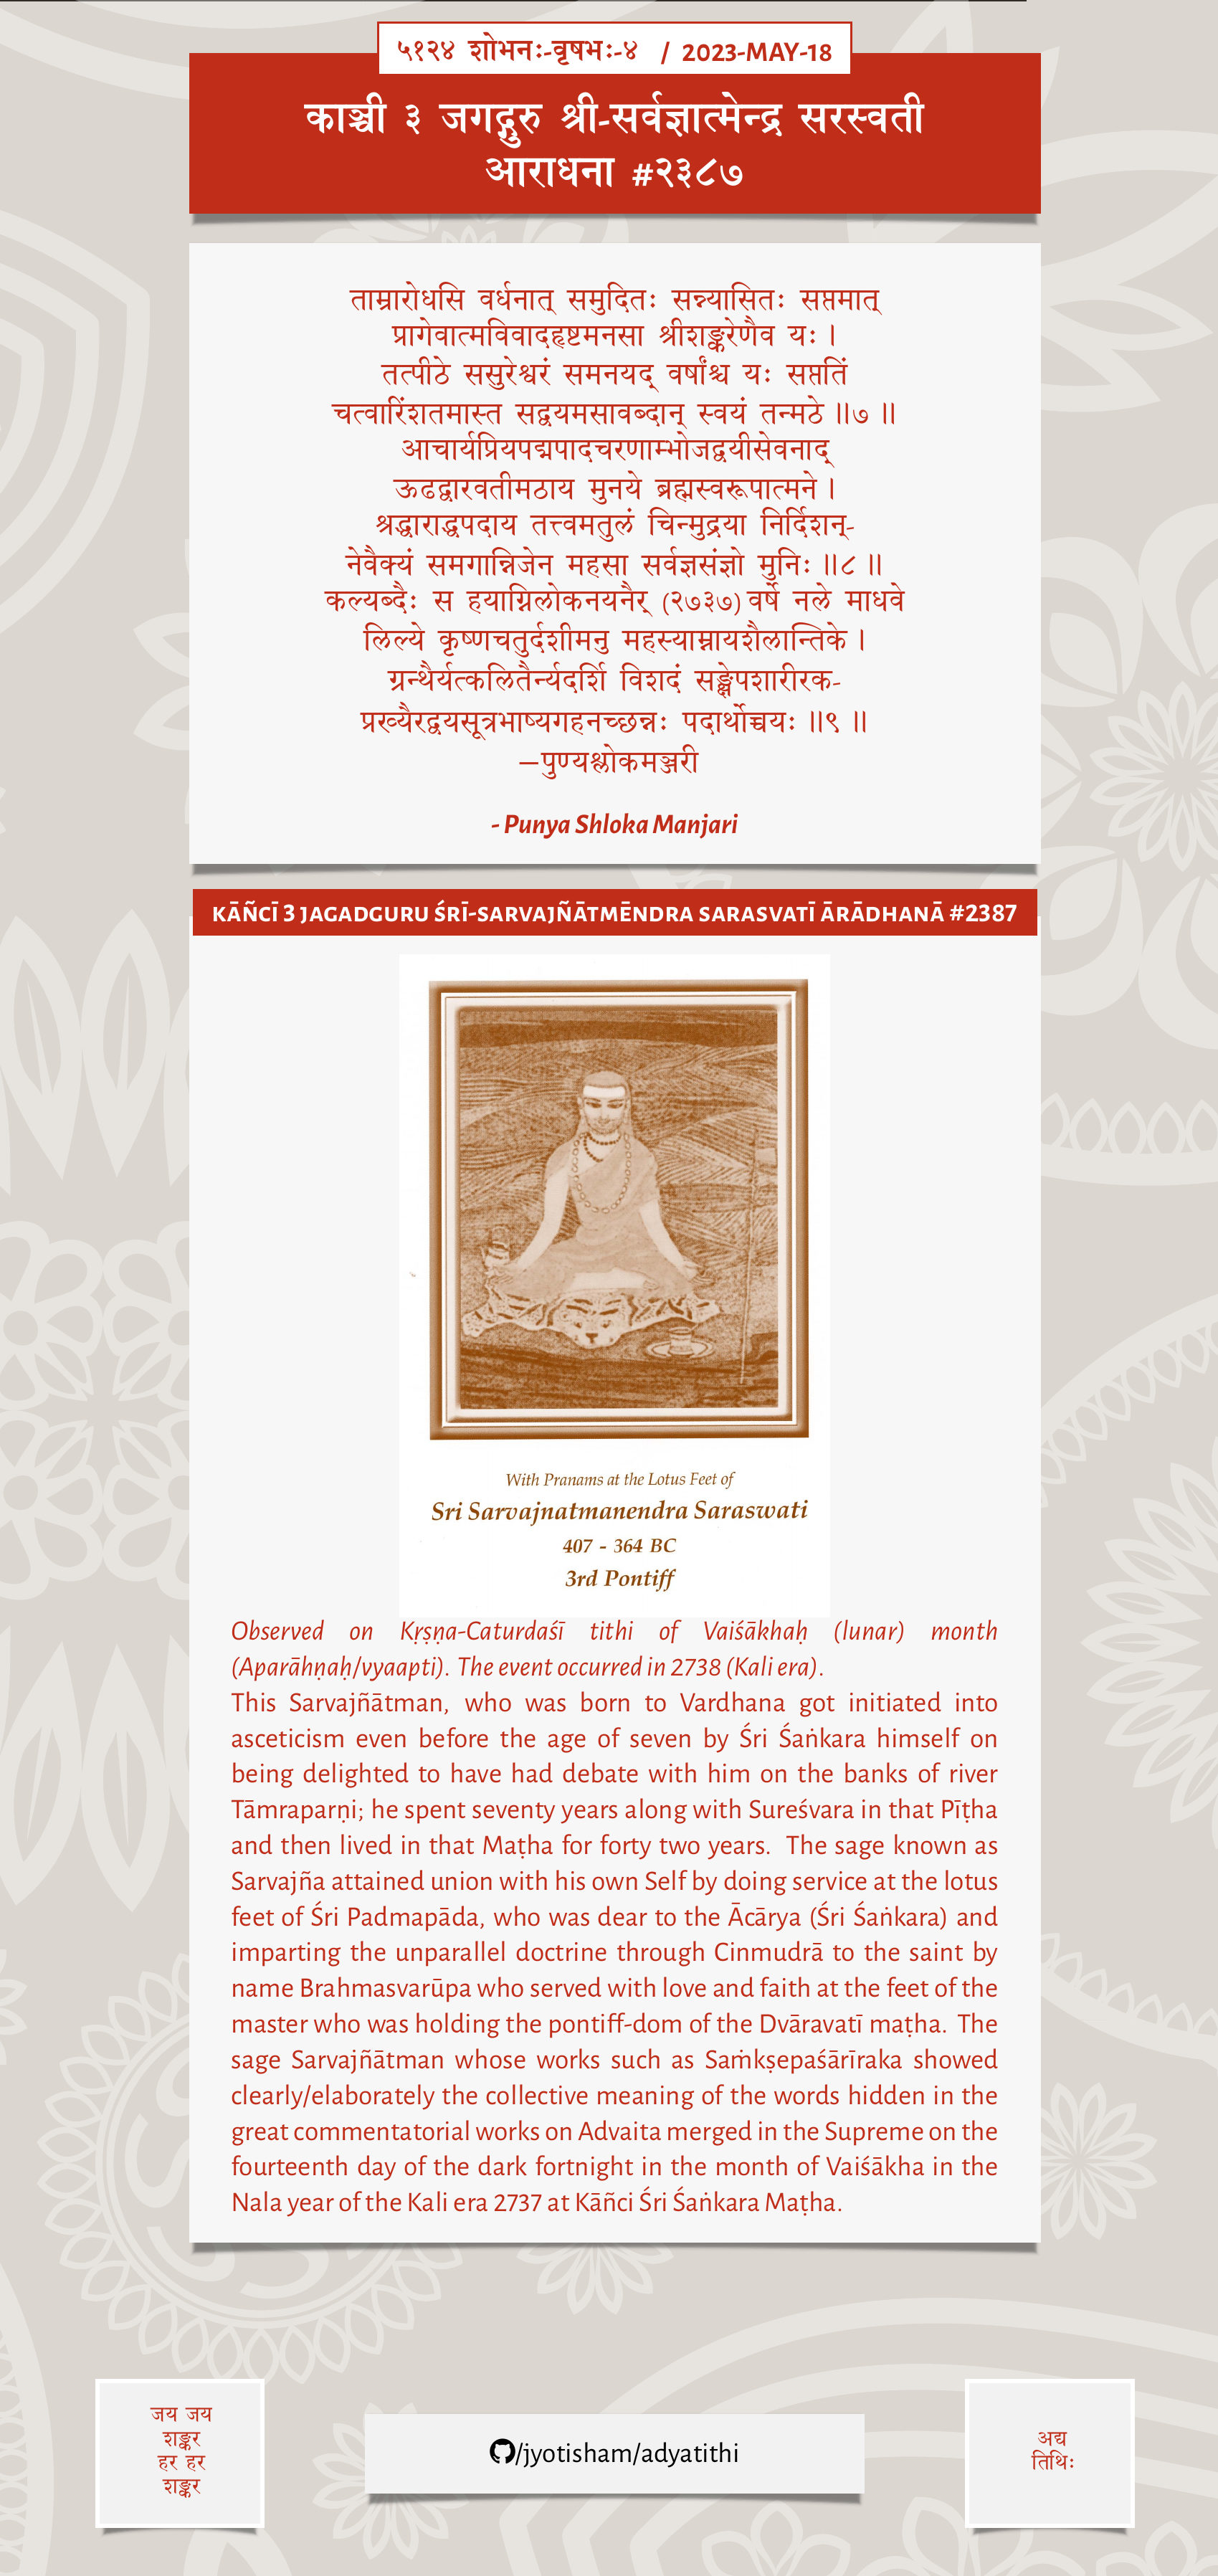 ५१२४ शोभनः-वृषभः-४ / 2023-MAY-18
काञ्ची ३ जगद्गुरु श्री-सर्वज्ञात्मेन्द्र सरस्वती
आराधना #२३८७
ताम्रारोधसि वर्धनात् समुदितः सन्न्यासितः सप्तमात्
प्रागेवात्मविवादहृष्टमनसा श्रीशङ्करेणैव यः ।
तत्पीठे ससुरेश्वरं समनयद् वर्षांश्च यः सप्ततिं
चत्वारिंशतमास्त सद्वयमसावब्दान् स्वयं तन्मठे ॥७ ॥
आचार्यप्रियपद्मपादचरणाम्भोजद्वयीसेवनाद्
ऊढद्वारवतीमठाय मुनये ब्रह्मस्वरूपात्मने ।
श्रद्धाराद्धपदाय तत्त्वमतुलं चिन्मुद्रया निर्दिशन्-
नेवैक्यं समगान्निजेन महसा सर्वज्ञसंज्ञो मुनिः ॥८ ॥
कल्यब्दैः स हयाग्निलोकनयनैर् (२७३७) वर्षे नले माधवे
लिल्ये कृष्णचतुर्दशीमनु महस्याम्नायशैलान्तिके ।
ग्रन्थैर्यत्कलितैर्न्यदर्शि विशदं सङ्क्षेपशारीरक-
प्रख्यैरद्वयसूत्रभाष्यगहनच्छन्नः पदार्थोच्चयः ॥९ ॥
—पुण्यश्लोकमञ्जरी
- Punya Shloka Manjari
KĀÑCĪ 3 JAGADGURU ŚRĪ-SARVAJÑĀTMĒNDRA SARASVATĪ ĀRĀDHANĀ #2387
With Pranams at the Lotus Feet of
Sri Sarvajnatmanendra Saraswati
407 - 364 BC
3rd Pontiff
Observed on Kṛṣṇa-Caturdaśī tithi of Vaiśākhaḥ (lunar) month
(Aparāhṇaḥ/vyaapti). The event occurred in 2738 (Kali era).
This Sarvajñātman, who was born to Vardhana got initiated into
asceticism even before the age of seven by Śri Śaṅkara himself on
being delighted to have had debate with him on the banks of river
Tāmraparṇi; he spent seventy years along with Sureśvara in that Pīṭha
and then lived in that Maṭha for forty two years. The sage known as
Sarvajña attained union with his own Self by doing service at the lotus
feet of Śri Padmapāda, who was dear to the Ācārya (Śri Śaṅkara) and
imparting the unparallel doctrine through Cinmudrā to the saint by
name Brahmasvarūpa who served with love and faith at the feet of the
master who was holding the pontiff-dom of the Dvāravatī maṭha. The
sage Sarvajñātman whose works such as Saṁkṣepaśārīraka showed
clearly/elaborately the collective meaning of the words hidden in the
great commentatorial works on Advaita merged in the Supreme on the
fourteenth day of the dark fortnight in the month of Vaiśākha in the
Nala year of the Kali era 2737 at Kāñci Śri Śaṅkara Maṭha.
जय जय
शङ्कर
हर हर
शङ्कर
/jyotisham/adyatithi
अद्य
तिथिः